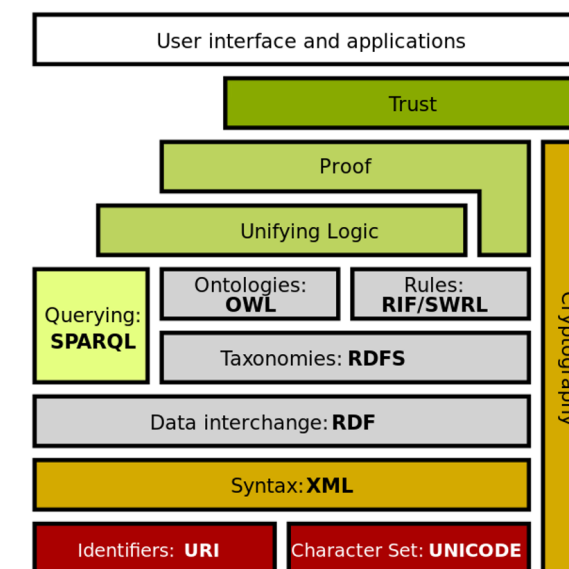 User interface and applications
Trust
Proof
Unifying Logic
Ontologies:
OWL
Rules:
RIF/SWRL
Querying:
SPARQL
Taxonomies: RDFS
Data interchange: RDF
Syntax: XML
Identifiers: URI
Character Set: UNICODE
Cryptography